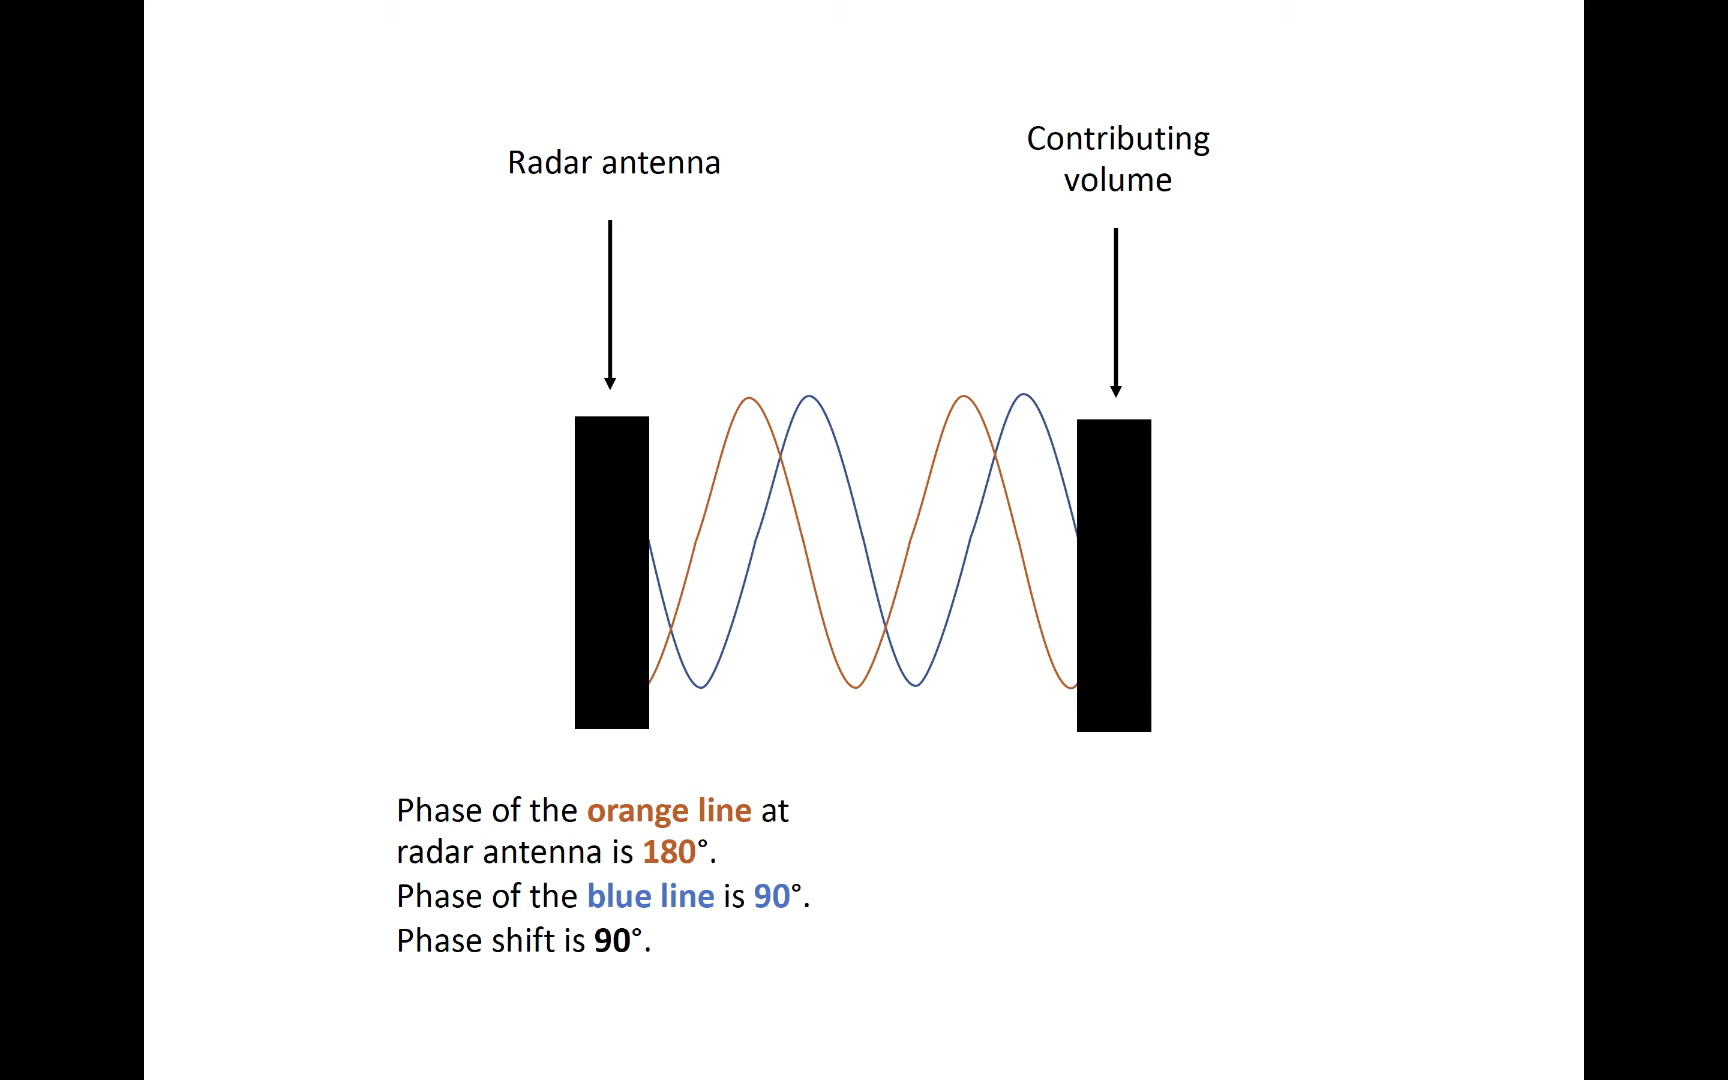 Radar antenna
Contributing
volume
Phase of the orange line at
radar antenna is 180°.
Phase of the blue line is 90°.
Phase shift is 90°.